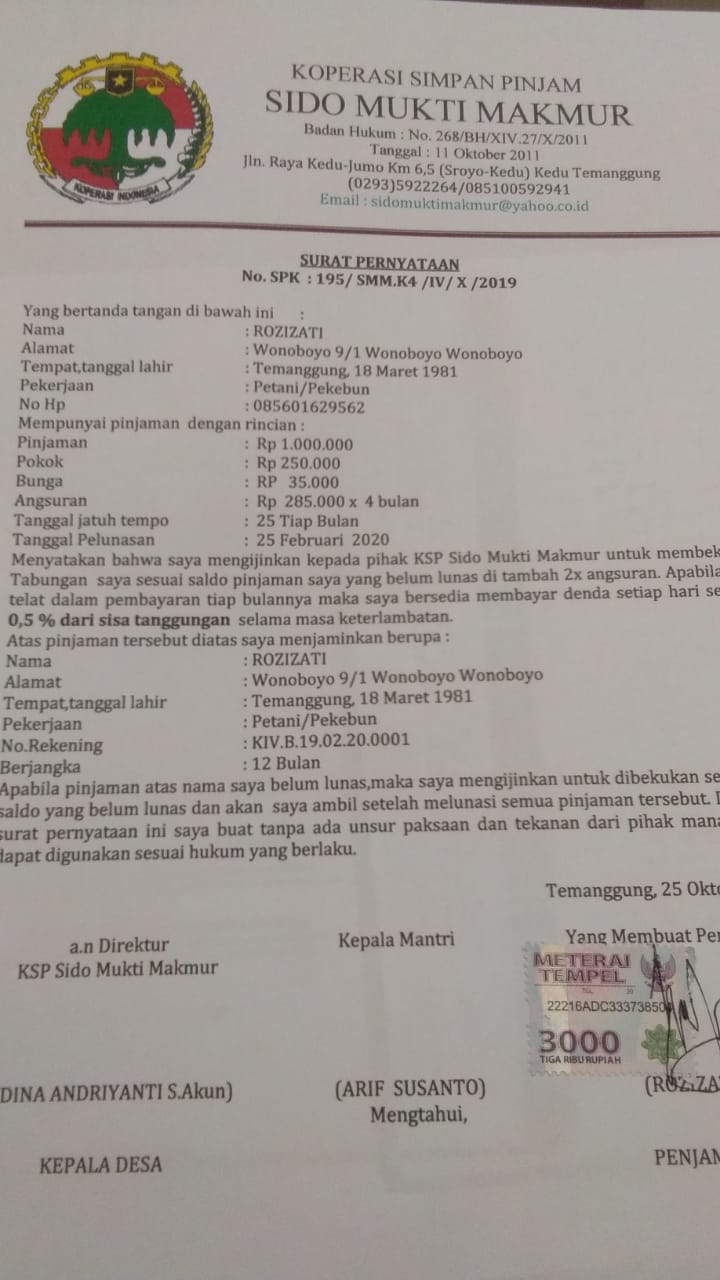 KOPERASI INDONESIA
KOPERASI SIMPAN PINJAM
SIDO MUKTI MAKMUR
Badan Hukum : No. 268/BH/XIV.27/X/2011
Tanggal : 11 Oktober 2011
Jln. Raya Kedu-Jumo Km 6,5 (Sroyo-Kedu) Kedu Temanggung
(0293)5922264/085100592941
Email : sidomuktimakmur@yahoo.co.id
SURAT PERNYATAAN
No. SPK : 195/ SMM.K4 /IV/ X /2019
Yang bertanda tangan di bawah ini :
Nama : ROZIZATI
Alamat : Wonoboyo 9/1 Wonoboyo Wonoboyo
Tempat,tanggal lahir : Temanggung, 18 Maret 1981
Pekerjaan : Petani/Pekebun
No Hp : 085601629562
Mempunyai pinjaman dengan rincian :
Pinjaman : Rp 1.000.000
Pokok : Rp 250.000
Bunga : RP 35.000
Angsuran : Rp 285.000 x 4 bulan
Tanggal jatuh tempo : 25 Tiap Bulan
Tanggal Pelunasan : 25 Februari 2020
Menyatakan bahwa saya mengijinkan kepada pihak KSP Sido Mukti Makmur untuk membek
Tabungan saya sesuai saldo pinjaman saya yang belum lunas di tambah 2x angsuran. Apabila
telat dalam pembayaran tiap bulannya maka saya bersedia membayar denda setiap hari se
0,5 % dari sisa tanggungan selama masa keterlambatan.
Atas pinjaman tersebut diatas saya menjaminkan berupa :
Nama : ROZIZATI
Alamat : Wonoboyo 9/1 Wonoboyo Wonoboyo
Tempat,tanggal lahir : Temanggung, 18 Maret 1981
Pekerjaan : Petani/Pekebun
No.Rekening : KIV.B.19.02.20.0001
Berjangka : 12 Bulan
Apabila pinjaman atas nama saya belum lunas,maka saya mengijinkan untuk dibekukan se
saldo yang belum lunas dan akan saya ambil setelah melunasi semua pinjaman tersebut.
surat pernyataan ini saya buat tanpa ada unsur paksaan dan tekanan dari pihak mana
dapat digunakan sesuai hukum yang berlaku.
Temanggung, 25 Okto
a.n Direktur Kepala Mantri Yang Membuat Per
KSP Sido Mukti Makmur
METERAI
TEMPEL
22216ADC33373850
3000
TIGA RIBU RUPIAH
DINA ANDRIYANTI S.Akun) (ARIF SUSANTO) (ROZIZA
Mengtahui,
KEPALA DESA PENJAM